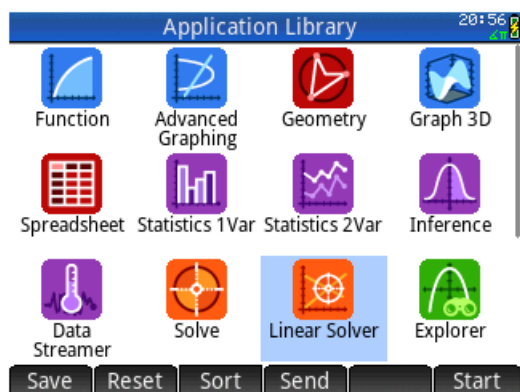 Application Library
20:56
∠π
Function
Advanced
Graphing
Geometry
Graph 3D
Spreadsheet
Statistics 1Var
Statistics 2Var
Inference
Data
Streamer
Solve
Linear Solver
Explorer
Save
Reset
Sort
Send
Start